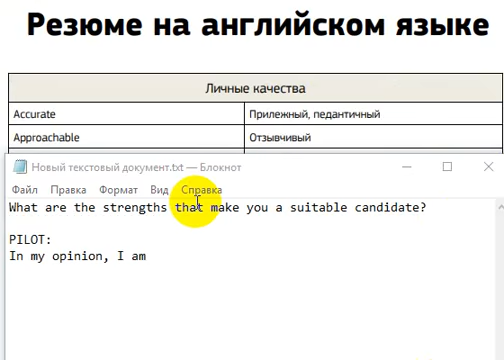 Резюме на английском языке
Личные качества
Accurate Прилежный, педантичный
Approachable Отзывчивый
Новый текстовый документ.txt — Блокнот
Файл Правка Формат Вид Справка
What are the strengths that make you a suitable candidate?
PILOT:
In my opinion, I am